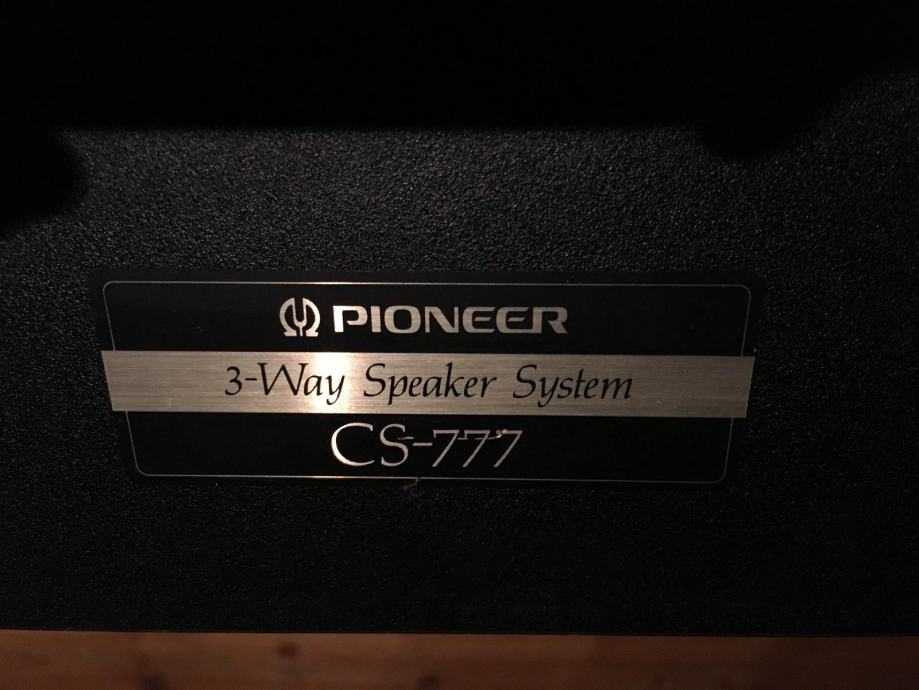 PIONEER
3-Way Speaker System
CS-777